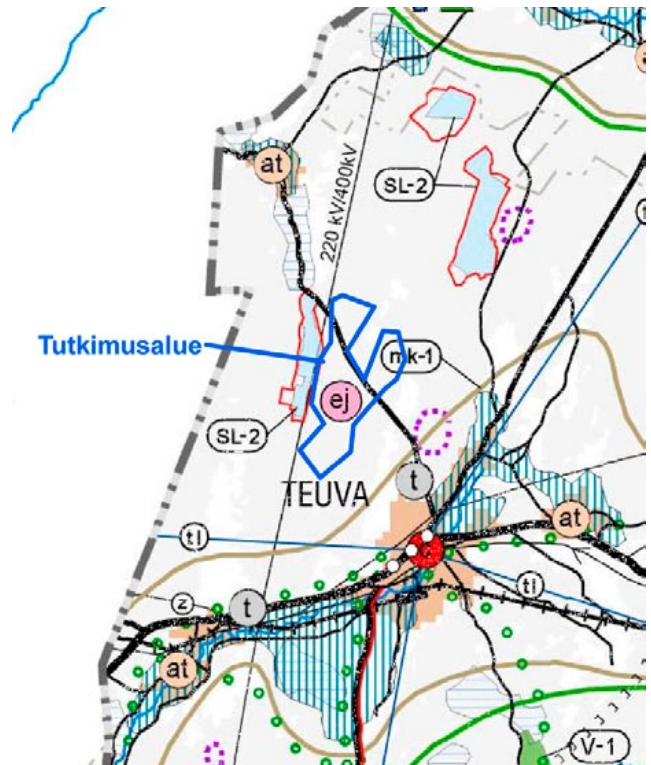 at
SL-2
220 kV/400kV
Tutkimusalue
mk-1
ej
SL-2
TEUVA
t
at
tl
z
t
tl
at
V-1